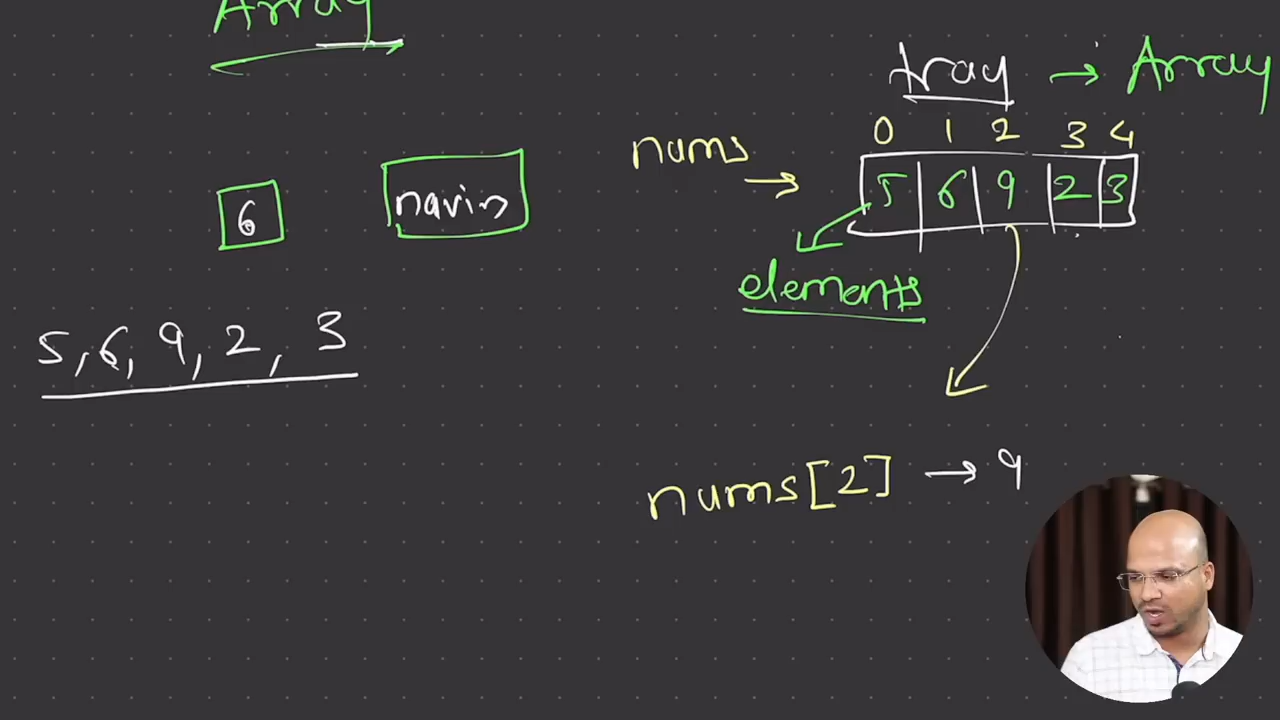 Array
tray → Array
nums →
0 1 2 3 4
5 6 9 2 3
6
navin
elements
5, 6, 9, 2, 3
nums[2] → 9